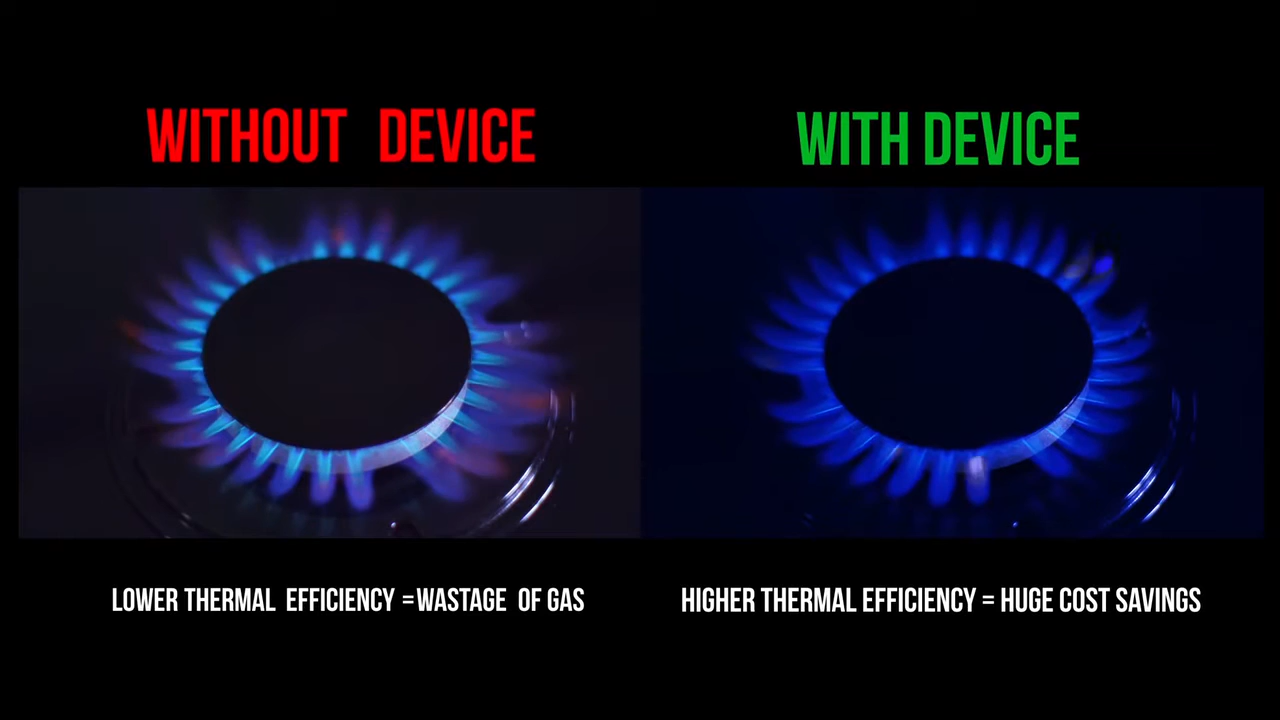 WITHOUT DEVICE
WITH DEVICE
LOWER THERMAL EFFICIENCY =WASTAGE OF GAS
HIGHER THERMAL EFFICIENCY = HUGE COST SAVINGS